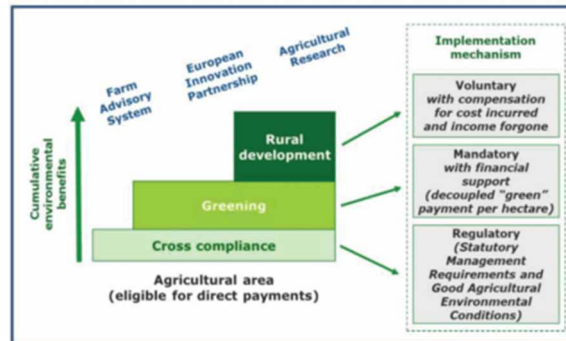 Farm
Advisory
System
European
Innovation
Partnership
Agricultural
Research
Cumulative
environmental
benefits
Rural
development
Greening
Cross compliance
Agricultural area
(eligible for direct payments)
Implementation
mechanism
Voluntary
with compensation
for cost incurred
and income forgone
Mandatory
with financial
support
(decoupled "green"
payment per hectare)
Regulatory
(Statutory
Management
Requirements and
Good Agricultural
Environmental
Conditions)